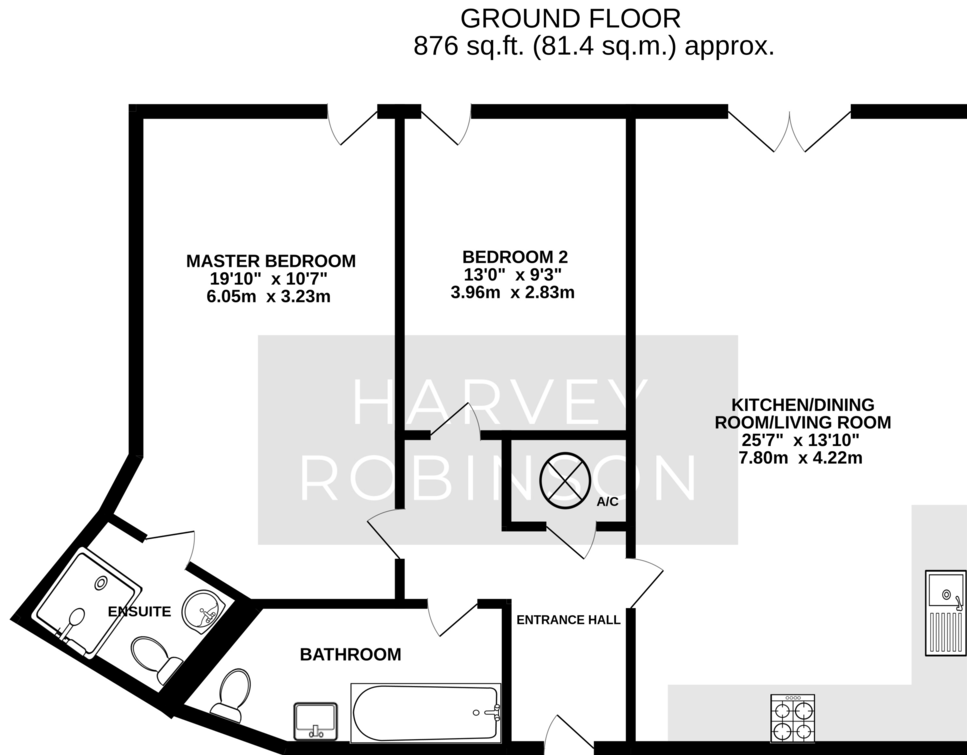 GROUND FLOOR
876 sq.ft. (81.4 sq.m.) approx.
MASTER BEDROOM
19'10" x 10'7"
6.05m x 3.23m
BEDROOM 2
13'0" x 9'3"
3.96m x 2.83m
HARVEY
ROBINSON
KITCHEN/DINING
ROOM/LIVING ROOM
25'7" x 13'10"
7.80m x 4.22m
A/C
ENSUITE
ENTRANCE HALL
BATHROOM